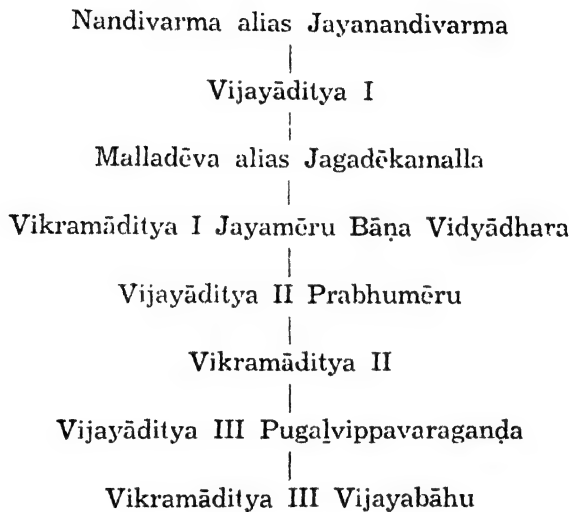 Nandivarma alias Jayanandivarma
Vijayāditya I
Malladēva alias Jagadēkamalla
Vikramāditya I Jayamēru Bāṇa Vidyādhara
Vijayāditya II Prabhumēru
Vikramāditya II
Vijayāditya III Pugaḻvippavaragaṇḍa
Vikramāditya III Vijayabāhu